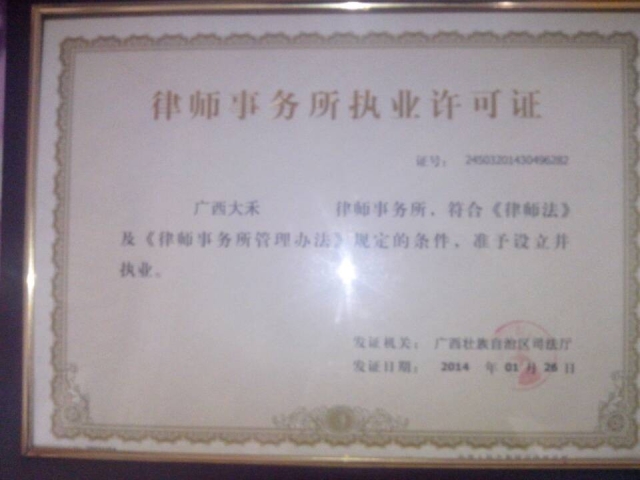 律师事务所执业许可证
证号: 24503201430496282
广西大禾 律师事务所，符合《律师法》
及《律师事务所管理办法》规定的条件，准予设立并
执业。
发证机关: 广西壮族自治区司法厅
发证日期: 2014 年 01 月 26 日